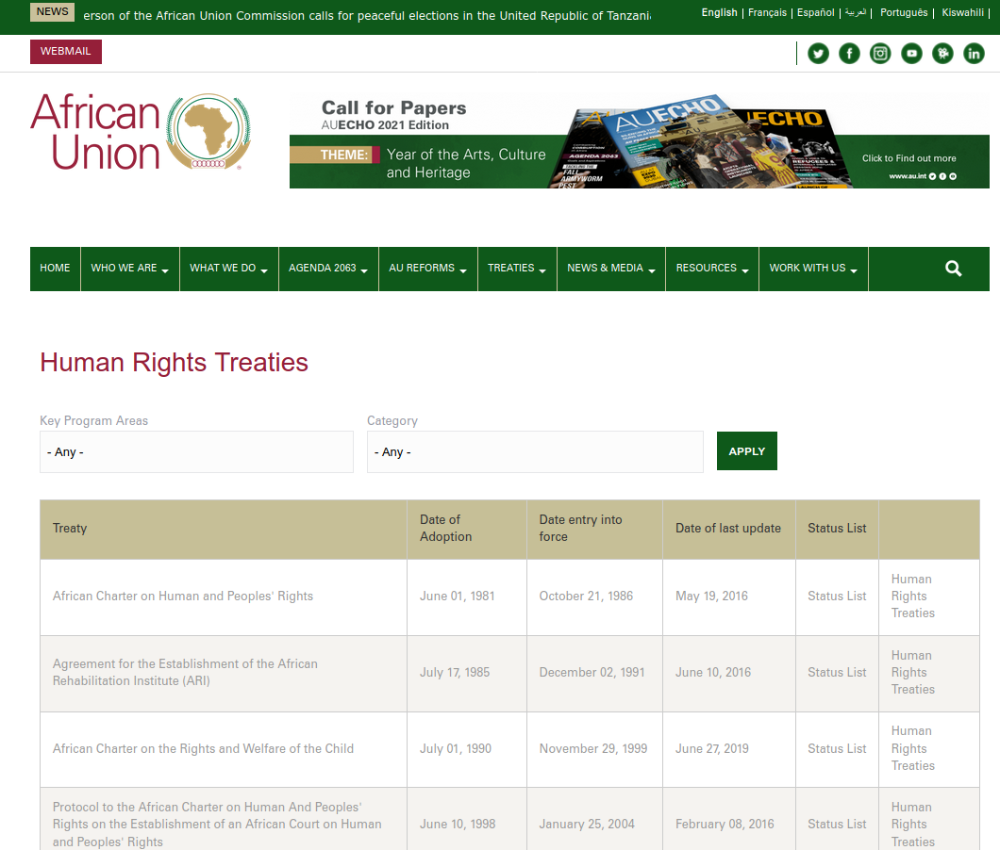 NEWS
erson of the African Union Commission calls for peaceful elections in the United Republic of Tanzani
English | Français | Español | العربية | Português | Kiswahili |
WEBMAIL
African
Union
Call for Papers
AUECHO 2021 Edition
THEME: Year of the Arts, Culture
and Heritage
AUECHO
ECHO
AGENDA 2063
FALL
ARMYWORM
PEST
Click to Find out more
www.au.int
HOME
WHO WE ARE
WHAT WE DO
AGENDA 2063
AU REFORMS
TREATIES
NEWS & MEDIA
RESOURCES
WORK WITH US
Human Rights Treaties
Key Program Areas
Category
- Any -
- Any -
APPLY
Treaty
Date of
Adoption
Date entry into
force
Date of last update
Status List
African Charter on Human and Peoples' Rights
June 01, 1981
October 21, 1986
May 19, 2016
Status List
Human
Rights
Treaties
Agreement for the Establishment of the African
Rehabilitation Institute (ARI)
July 17, 1985
December 02, 1991
June 10, 2016
Status List
Human
Rights
Treaties
African Charter on the Rights and Welfare of the Child
July 01, 1990
November 29, 1999
June 27, 2019
Status List
Human
Rights
Treaties
Protocol to the African Charter on Human And Peoples'
Rights on the Establishment of an African Court on Human
and Peoples' Rights
June 10, 1998
January 25, 2004
February 08, 2016
Status List
Human
Rights
Treaties